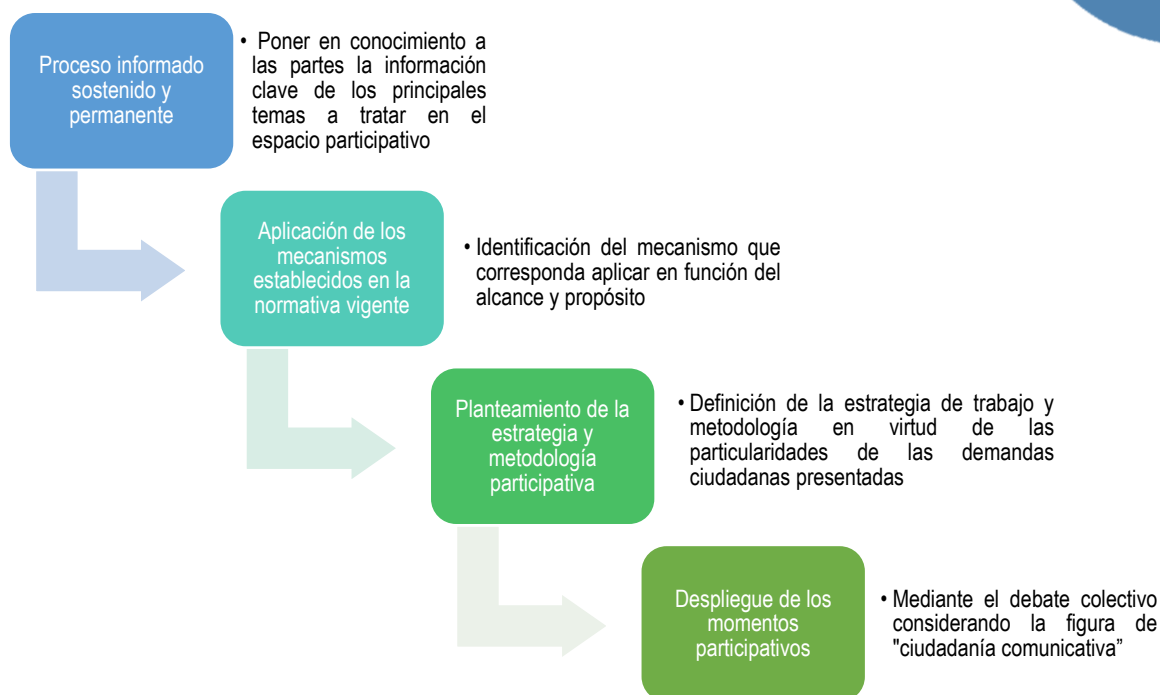 Proceso informado
sostenido y
permanente
• Poner en conocimiento a
las partes la información
clave de los principales
temas a tratar en el
espacio participativo
Aplicación de los
mecanismos
establecidos en la
normativa vigente
• Identificación del mecanismo que
corresponda aplicar en función del
alcance y propósito
Planteamiento de la
estrategia y
metodología
participativa
• Definición de la estrategia de trabajo y
metodología en virtud de las
particularidades de las demandas
ciudadanas presentadas
Despliegue de los
momentos
participativos
• Mediante el debate colectivo
considerando la figura de
"ciudadanía comunicativa”